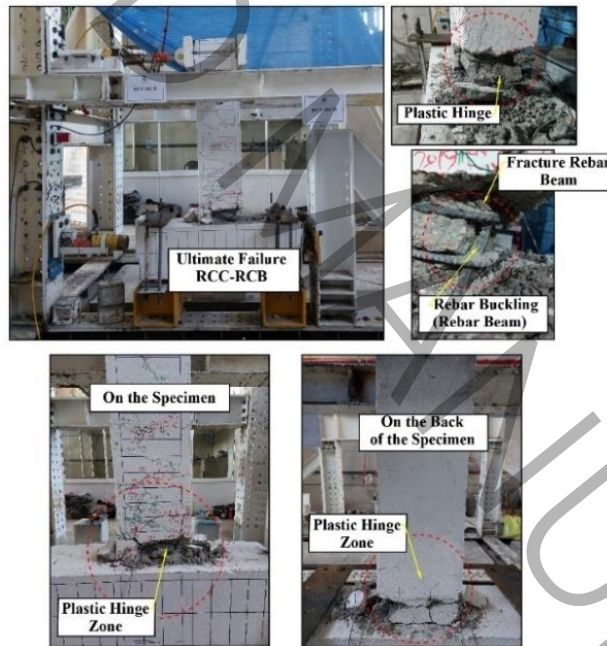 Plastic Hinge
Fracture Rebar
Beam
Ultimate Failure
RCC-RCB
Rebar Buckling
(Rebar Beam)
On the Specimen
On the Back
of the Specimen
Plastic Hinge
Zone
Plastic Hinge
Zone